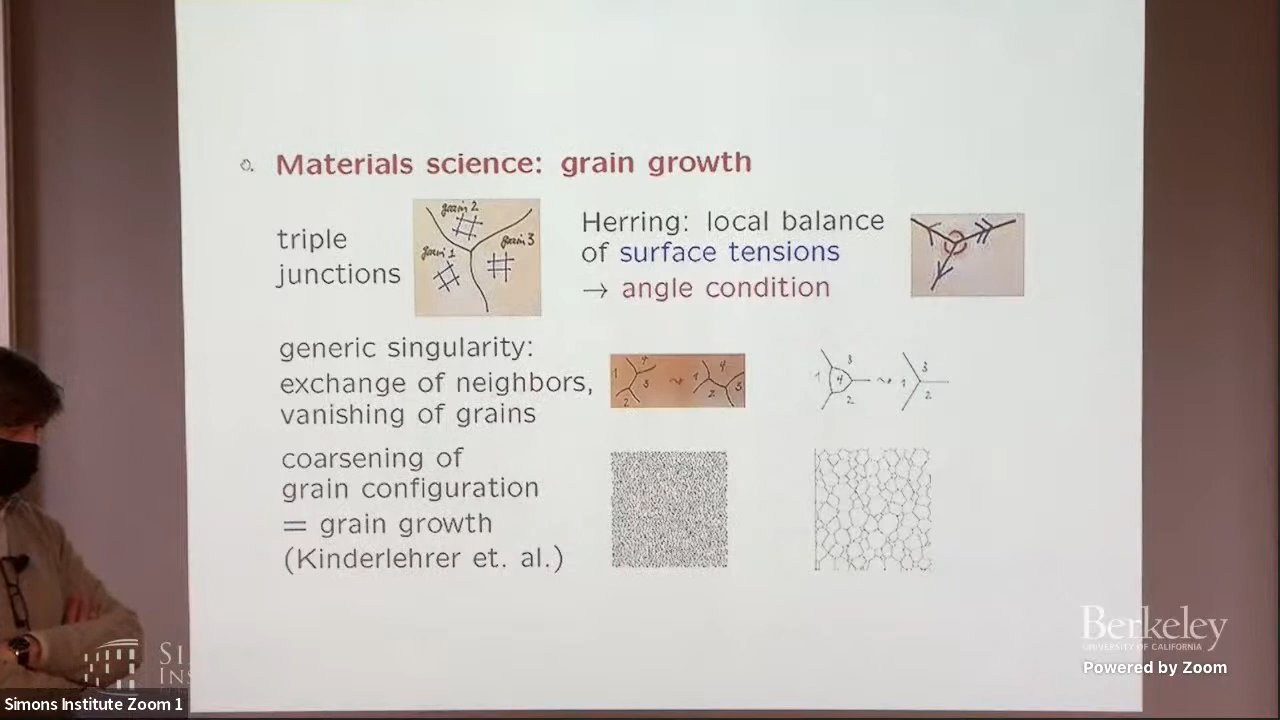 Materials science: grain growth
triple
junctions
grain 2
grain 1
grain 3
Herring: local balance
of surface tensions
→ angle condition
generic singularity:
exchange of neighbors,
vanishing of grains
1 4 3 2
1 4 2 3
1 3 4 2
1 3 2
coarsening of
grain configuration
= grain growth
(Kinderlehrer et. al.)
Berkeley
UNIVERSITY OF CALIFORNIA
Powered by Zoom
Simons Institute Zoom 1